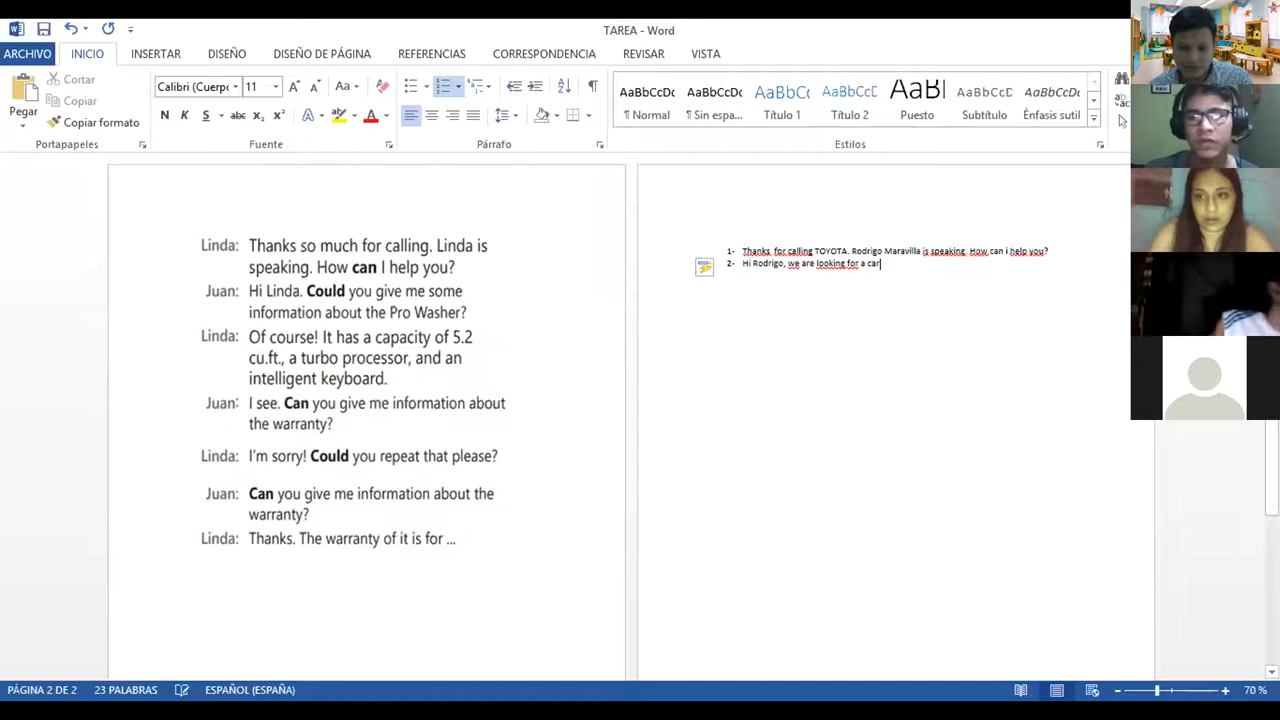 TAREA - Word
ARCHIVO INICIO INSERTAR DISEÑO DISEÑO DE PÁGINA REFERENCIAS CORRESPONDENCIA REVISAR VISTA
Cortar
Copiar
Copiar formato
Pegar
Calibri (Cuerp 11
Aa
N K S abc x₂ x²
A A
AaBbCcDc AaBbCcDc AaBbCc AaBbCcD AaBl AaBbCcD AaBbCcDc
¶ Normal ¶ Sin espa... Título 1 Título 2 Puesto Subtítulo Énfasis sutil
Portapapeles Fuente Párrafo Estilos
Linda: Thanks so much for calling. Linda is
speaking. How can I help you?
Juan: Hi Linda. Could you give me some
information about the Pro Washer?
Linda: Of course! It has a capacity of 5.2
cu.ft., a turbo processor, and an
intelligent keyboard.
Juan: I see. Can you give me information about
the warranty?
Linda: I'm sorry! Could you repeat that please?
Juan: Can you give me information about the
warranty?
Linda: Thanks. The warranty of it is for ...
1- Thanks for calling TOYOTA. Rodrigo Maravilla is speaking. How can i help you?
2- Hi Rodrigo, we are looking for a car
PÁGINA 2 DE 2 23 PALABRAS ESPAÑOL (ESPAÑA) 70 %